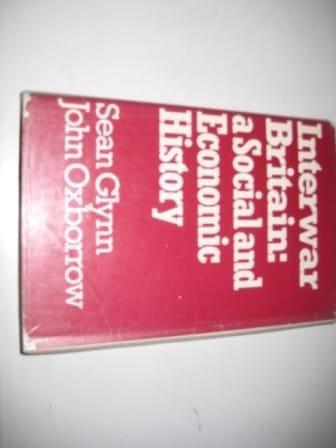 Interwar
Britain:
a Social and
Economic
History
Sean Glynn
John Oxborrow